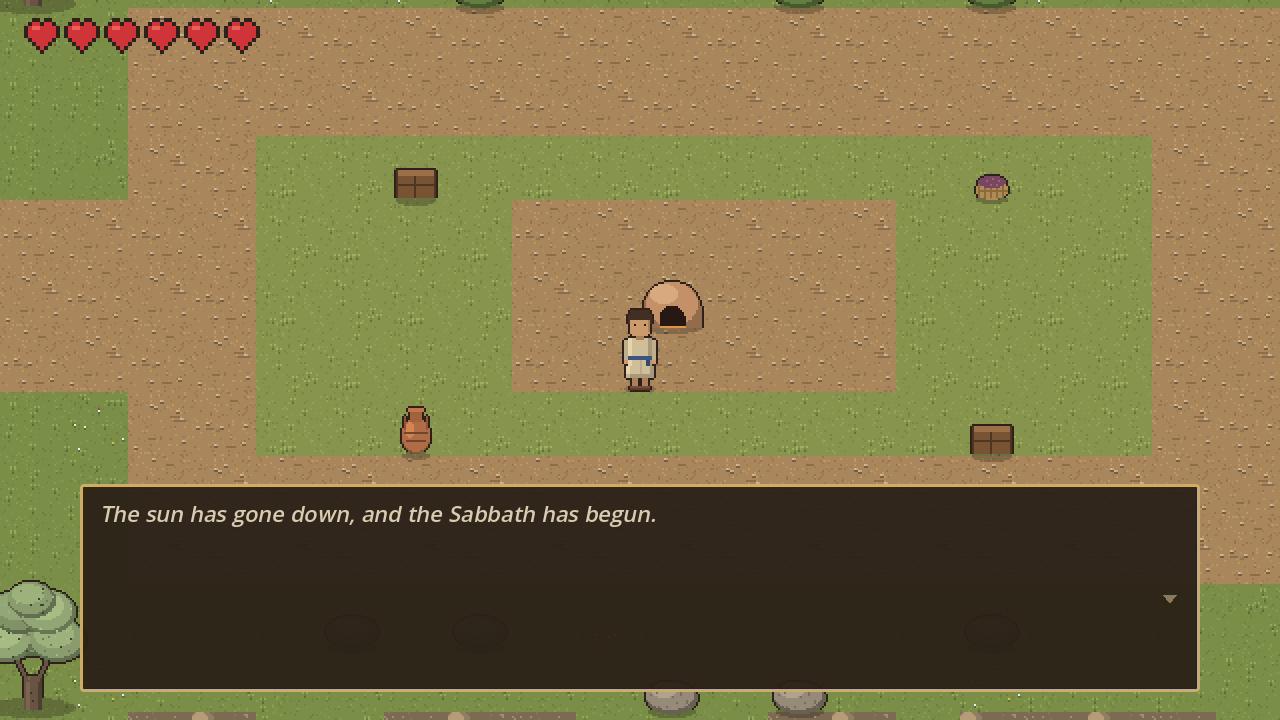 The sun has gone down, and the Sabbath has begun.